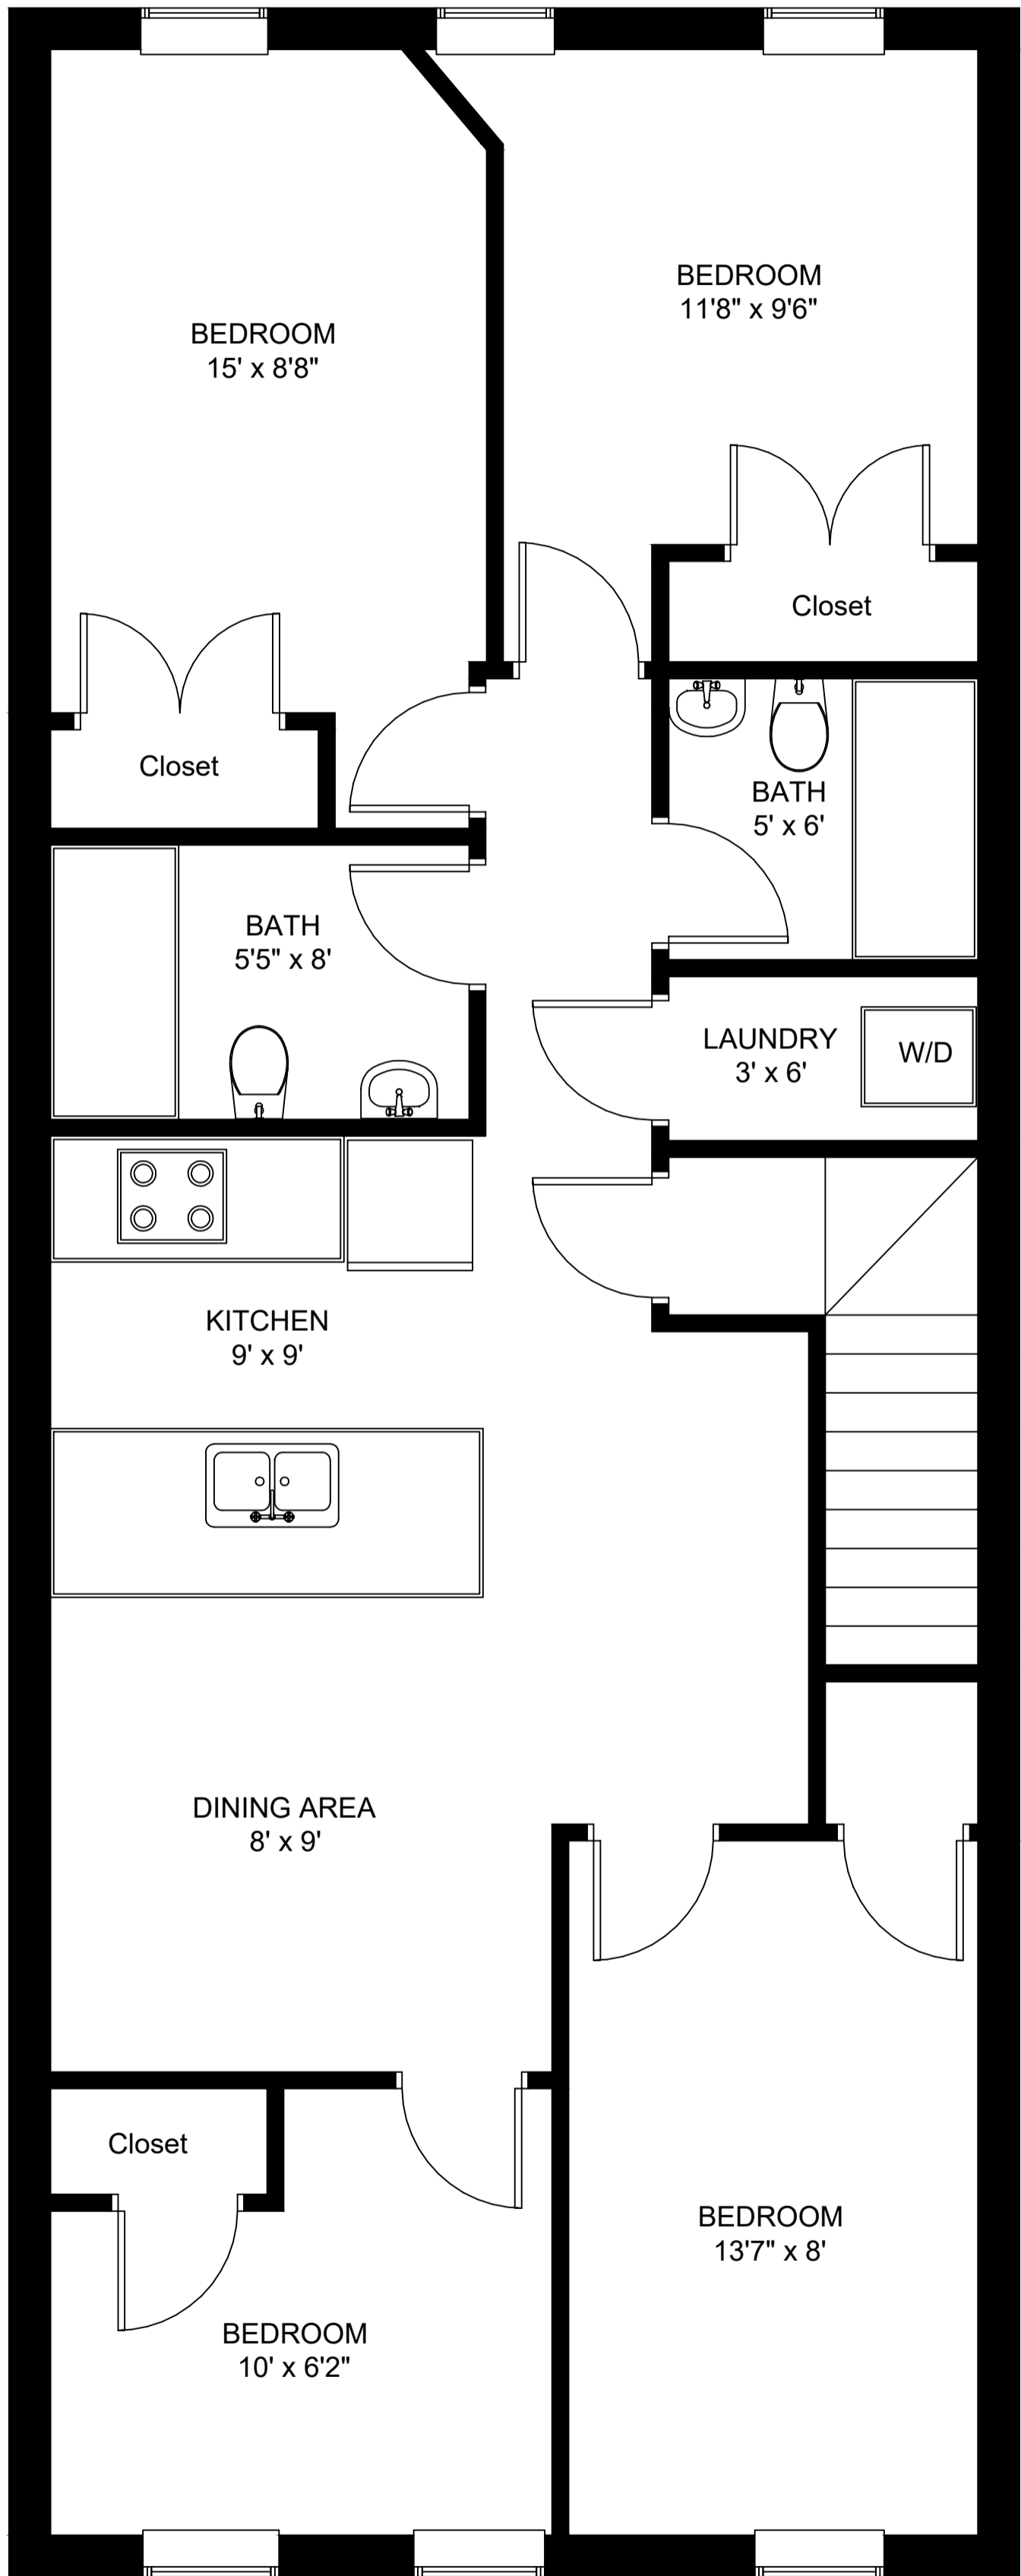 BEDROOM
15' x 8'8"
BEDROOM
11'8" x 9'6"
Closet
Closet
BATH
5' x 6'
BATH
5'5" x 8'
LAUNDRY
3' x 6'
W/D
KITCHEN
9' x 9'
DINING AREA
8' x 9'
Closet
BEDROOM
13'7" x 8'
BEDROOM
10' x 6'2"